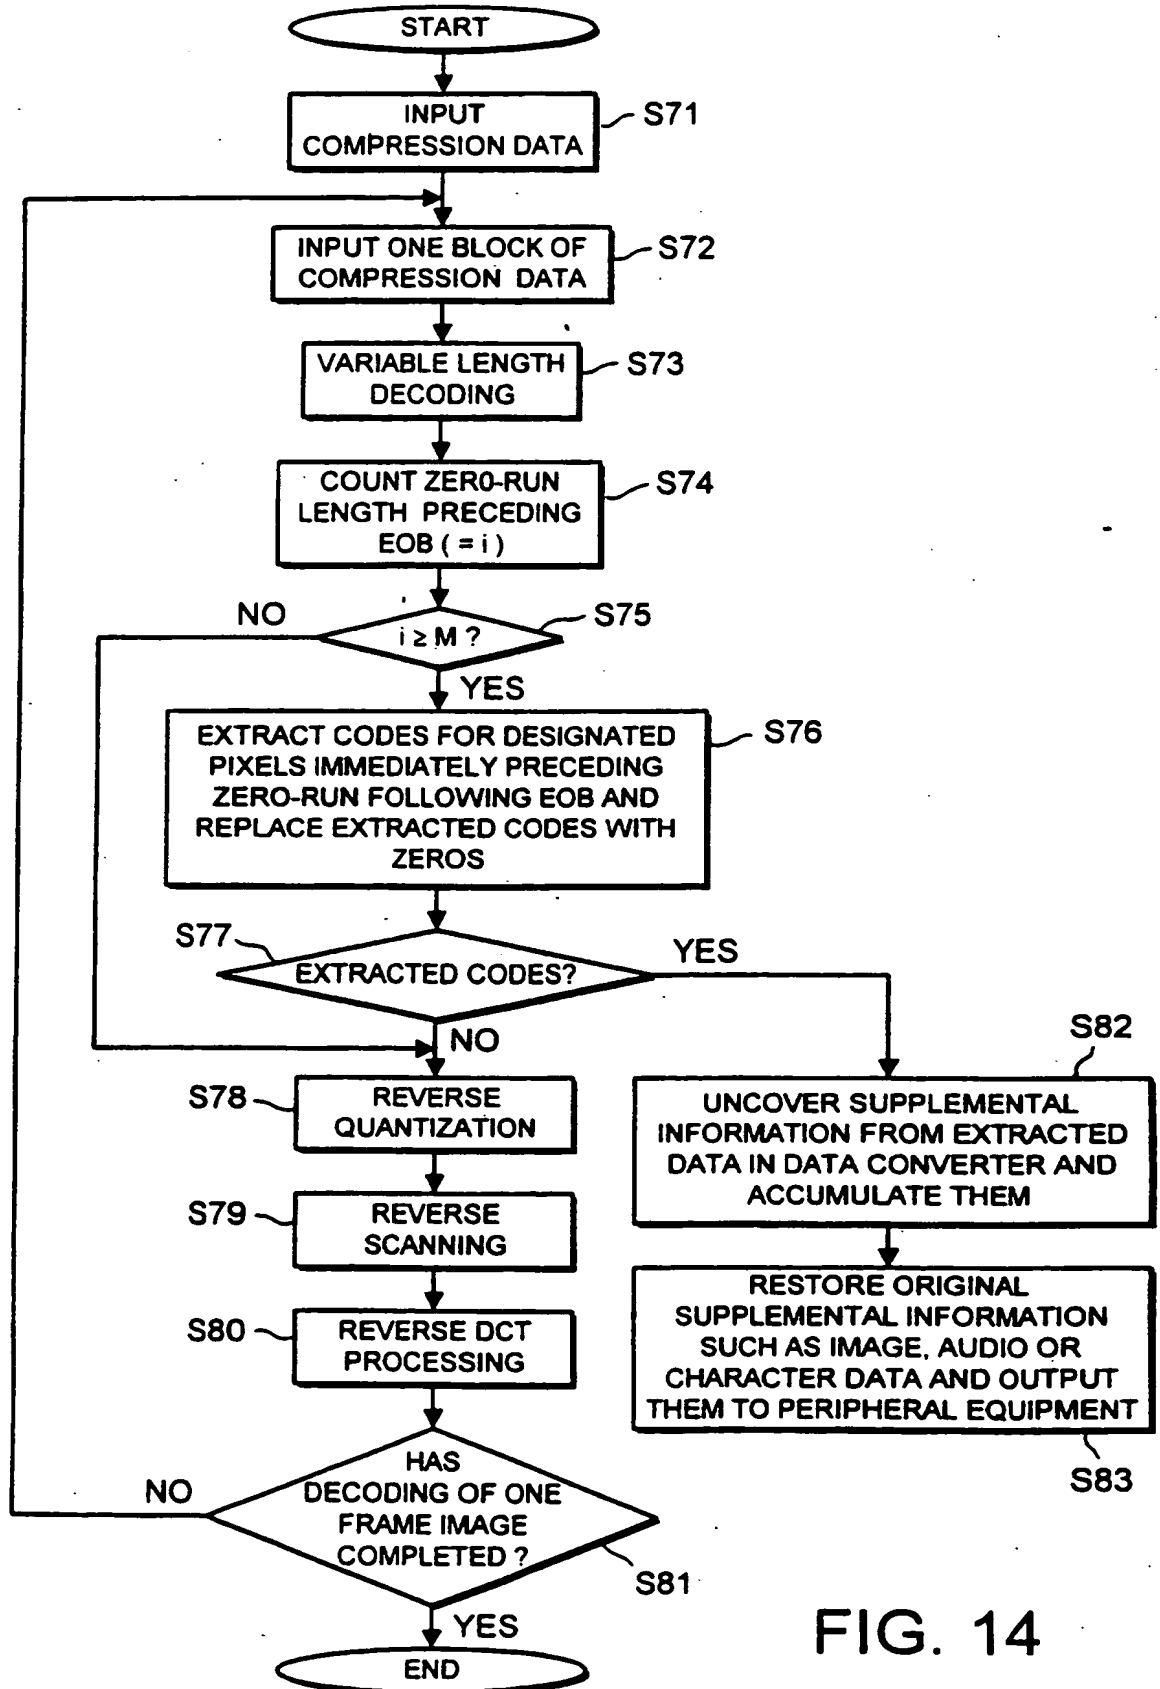 START
INPUT
COMPRESSION DATA
S71
INPUT ONE BLOCK OF
COMPRESSION DATA
S72
VARIABLE LENGTH
DECODING
S73
COUNT ZERO-RUN
LENGTH PRECEDING
EOB ( = i )
S74
NO
i ≥ M ?
S75
YES
EXTRACT CODES FOR DESIGNATED
PIXELS IMMEDIATELY PRECEDING
ZERO-RUN FOLLOWING EOB AND
REPLACE EXTRACTED CODES WITH
ZEROS
S76
S77
EXTRACTED CODES?
YES
NO
S78
REVERSE
QUANTIZATION
S79
REVERSE
SCANNING
S80
REVERSE DCT
PROCESSING
S82
UNCOVER SUPPLEMENTAL
INFORMATION FROM EXTRACTED
DATA IN DATA CONVERTER AND
ACCUMULATE THEM
RESTORE ORIGINAL
SUPPLEMENTAL INFORMATION
SUCH AS IMAGE, AUDIO OR
CHARACTER DATA AND OUTPUT
THEM TO PERIPHERAL EQUIPMENT
S83
NO
HAS
DECODING OF ONE
FRAME IMAGE
COMPLETED ?
S81
YES
END
FIG. 14